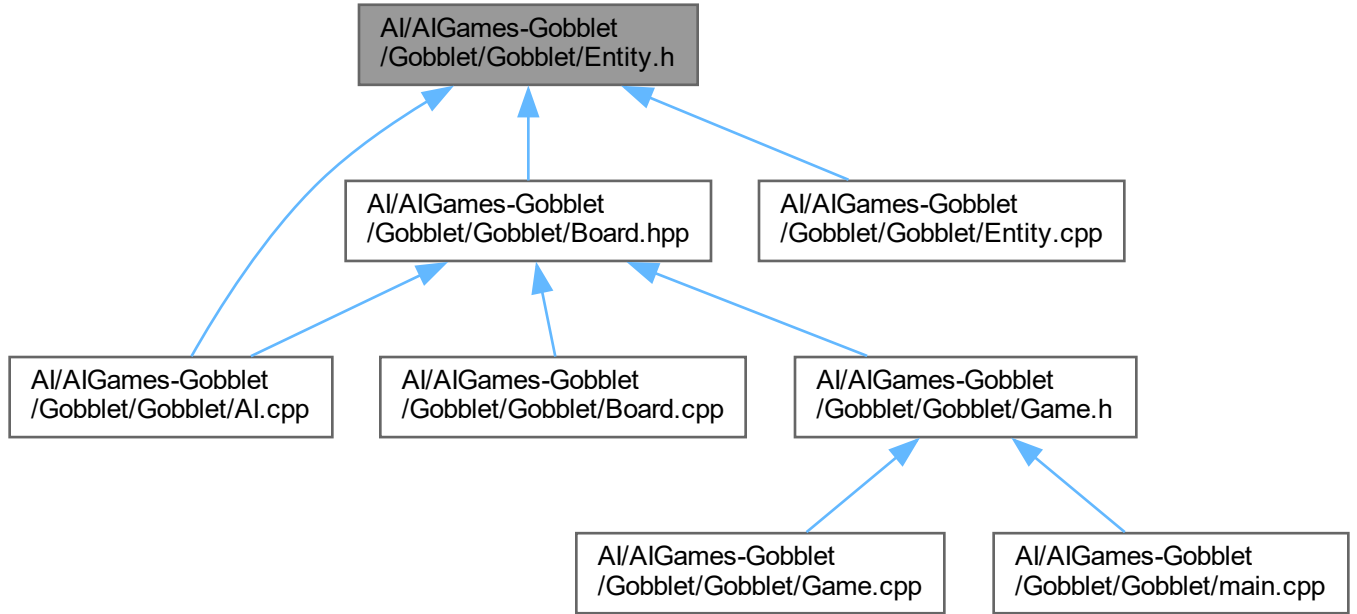 AI/AIGames-Gobblet
/Gobblet/Gobblet/Entity.h
AI/AIGames-Gobblet
/Gobblet/Gobblet/Board.hpp
AI/AIGames-Gobblet
/Gobblet/Gobblet/Entity.cpp
AI/AIGames-Gobblet
/Gobblet/Gobblet/AI.cpp
AI/AIGames-Gobblet
/Gobblet/Gobblet/Board.cpp
AI/AIGames-Gobblet
/Gobblet/Gobblet/Game.h
AI/AIGames-Gobblet
/Gobblet/Gobblet/Game.cpp
AI/AIGames-Gobblet
/Gobblet/Gobblet/main.cpp